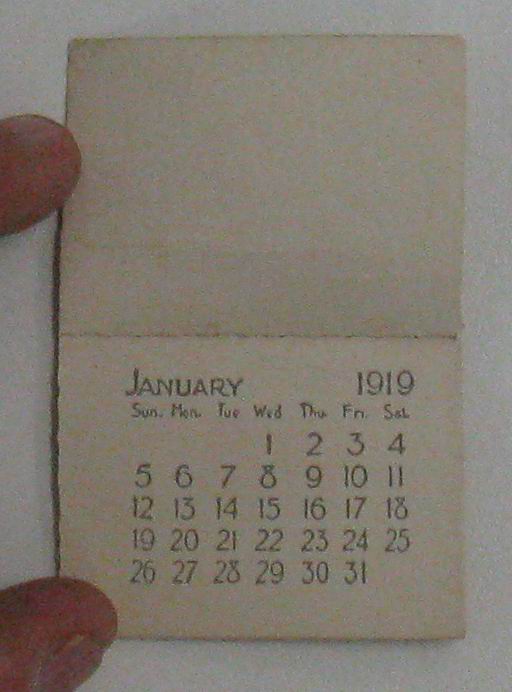 January 1919
Sun. Mon. Tue Wed Thu. Fri. Sat.
1 2 3 4
5 6 7 8 9 10 11
12 13 14 15 16 17 18
19 20 21 22 23 24 25
26 27 28 29 30 31